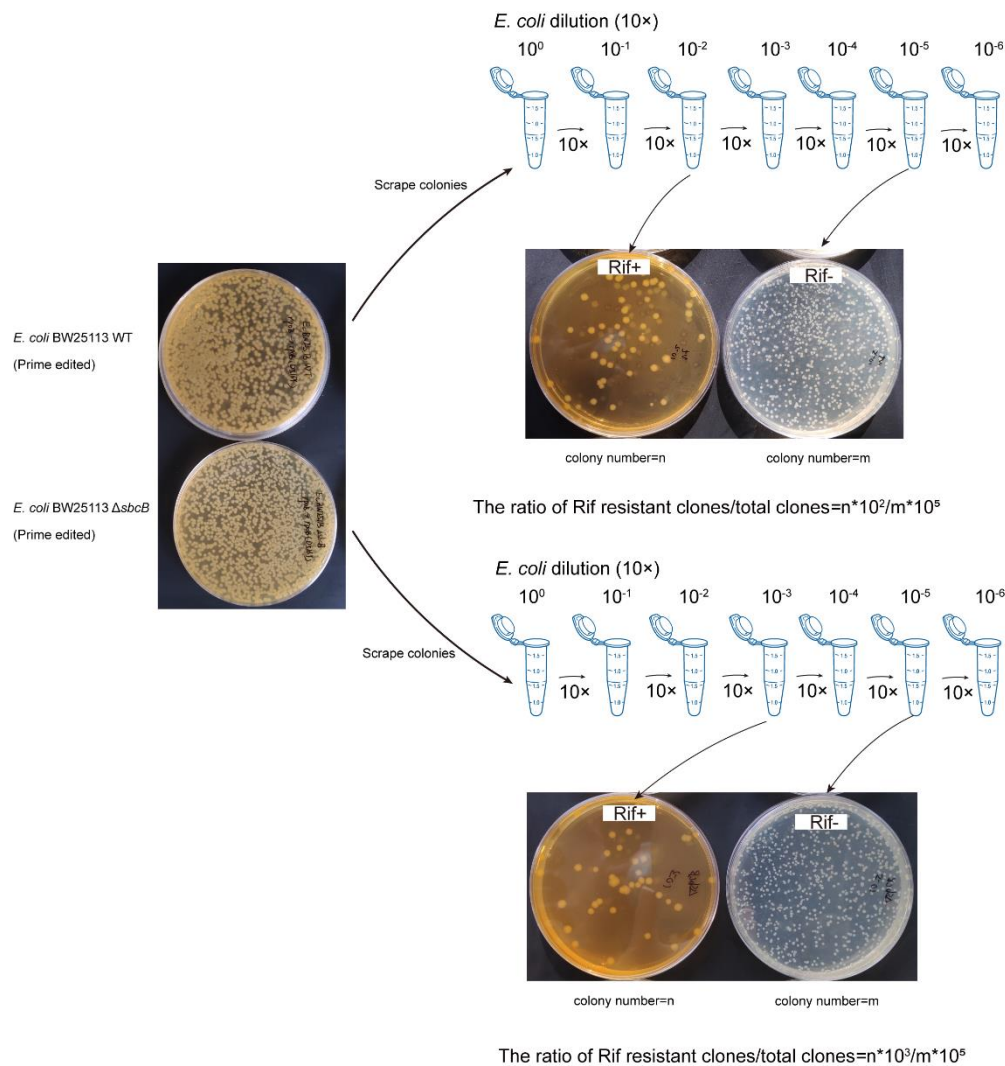 E. coli dilution (10×)
10⁰ 10⁻¹ 10⁻² 10⁻³ 10⁻⁴ 10⁻⁵ 10⁻⁶
10× 10× 10× 10× 10× 10×
Scrape colonies
Rif+ Rif-
E. coli BW25113 WT
(Prime edited)
colony number=n colony number=m
E. coli BW25113 ΔsbcB
(Prime edited)
The ratio of Rif resistant clones/total clones=n*10²/m*10⁵
E. coli dilution (10×)
10⁰ 10⁻¹ 10⁻² 10⁻³ 10⁻⁴ 10⁻⁵ 10⁻⁶
Scrape colonies
10× 10× 10× 10× 10× 10×
Rif+ Rif-
colony number=n colony number=m
The ratio of Rif resistant clones/total clones=n*10³/m*10⁵